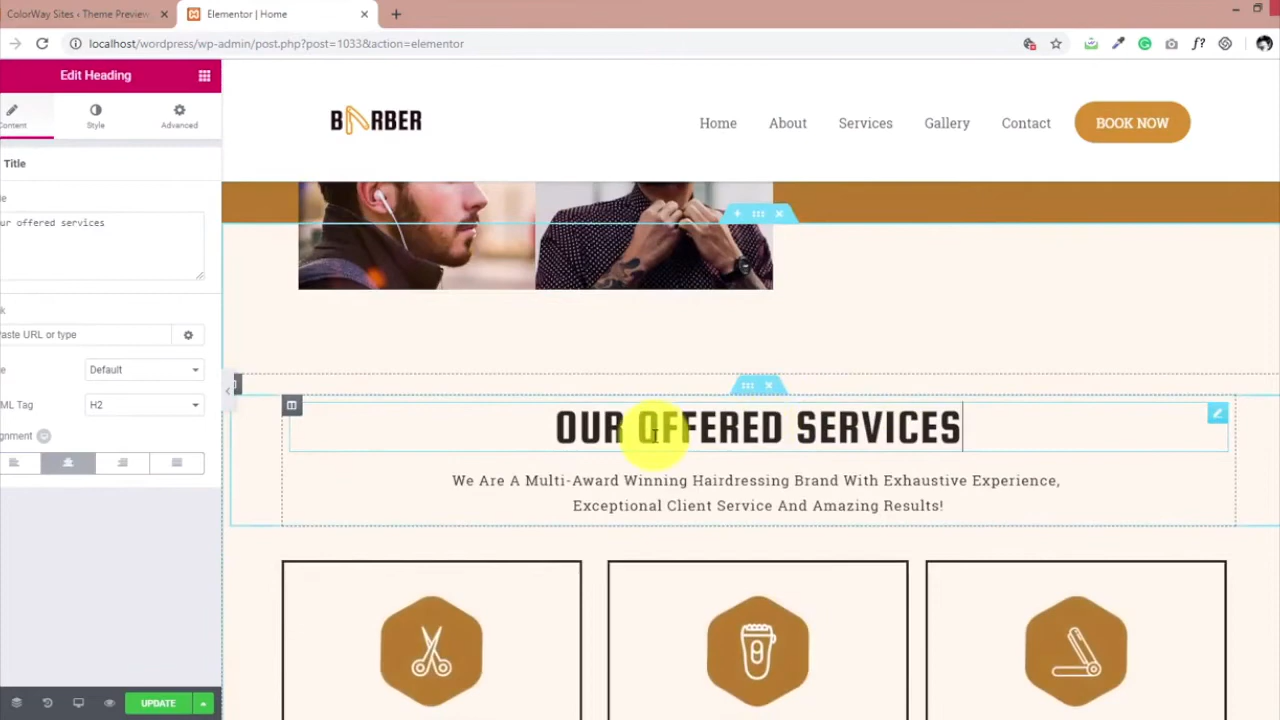 ColorWay Sites ‹ Theme Preview
Elementor | Home
localhost/wordpress/wp-admin/post.php?post=1033&action=elementor
f?
Edit Heading
Content
Style
Advanced
Title
le
ur offered services
k
Paste URL or type
e
Default
ML Tag
H2
gnment
UPDATE
BARBER
Home
About
Services
Gallery
Contact
BOOK NOW
OUR OFFERED SERVICES
We Are A Multi-Award Winning Hairdressing Brand With Exhaustive Experience,
Exceptional Client Service And Amazing Results!